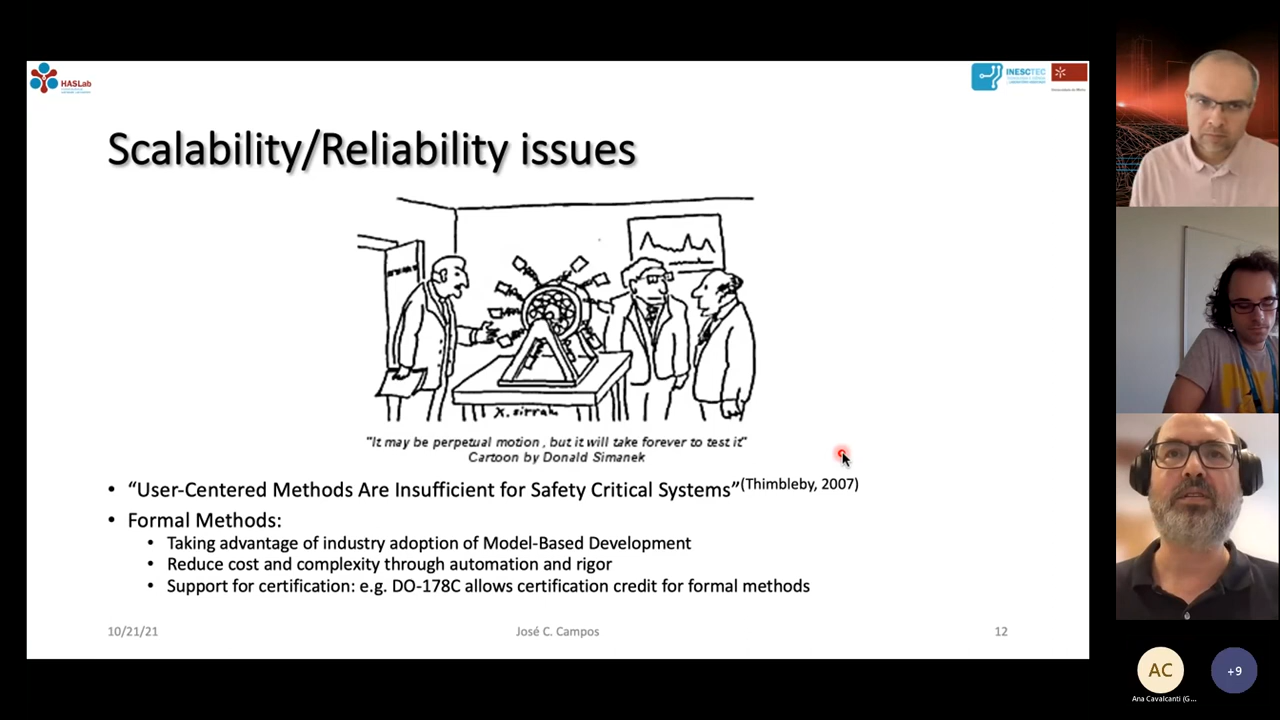 HASLab
INESCTEC
Scalability/Reliability issues
"It may be perpetual motion, but it will take forever to test it"
Cartoon by Donald Simanek
• “User-Centered Methods Are Insufficient for Safety Critical Systems”(Thimbleby, 2007)
• Formal Methods:
• Taking advantage of industry adoption of Model-Based Development
• Reduce cost and complexity through automation and rigor
• Support for certification: e.g. DO-178C allows certification credit for formal methods
10/21/21
José C. Campos
12
AC
+9
Ana Cavalcanti (G...